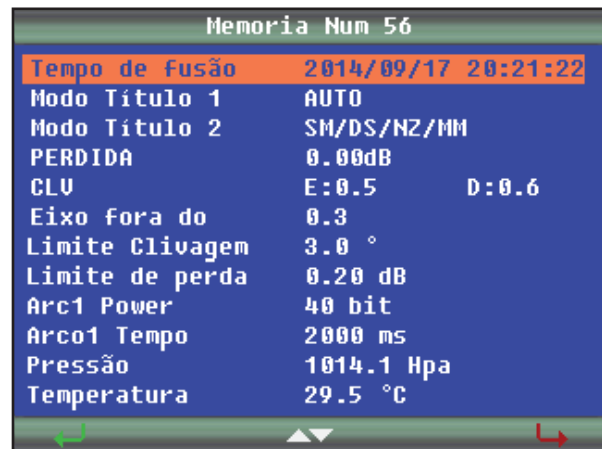 Memoria Num 56
Tempo de fusão 2014/09/17 20:21:22
Modo Título 1 AUTO
Modo Título 2 SM/DS/NZ/MM
PERDIDA 0.00dB
CLV E:0.5 D:0.6
Eixo fora do 0.3
Limite Clivagem 3.0 °
Limite de perda 0.20 dB
Arc1 Power 40 bit
Arco1 Tempo 2000 ms
Pressão 1014.1 Hpa
Temperatura 29.5 °C